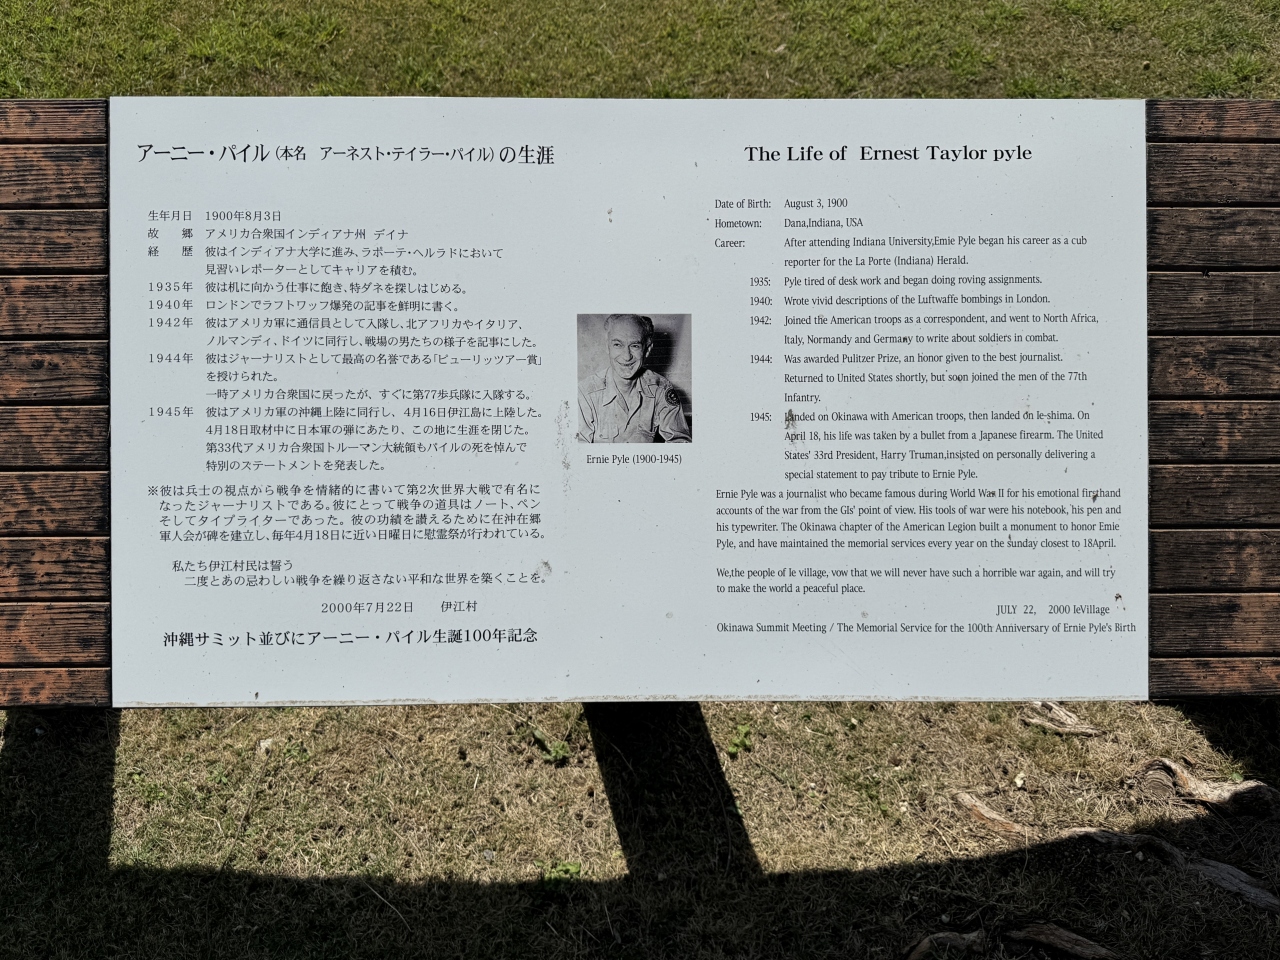 アーニー・パイル（本名　アーネスト・テイラー・パイル）の生涯
生年月日　1900年8月3日
故　　郷　アメリカ合衆国インディアナ州 デイナ
経　　歴　彼はインディアナ大学に進み、ラポーテ・ヘルラドにおいて
見習いレポーターとしてキャリアを積む。
1935年　彼は机に向かう仕事に飽き、特ダネを探しはじめる。
1940年　ロンドンでラフトワッフ爆発の記事を鮮明に書く。
1942年　彼はアメリカ軍に通信員として入隊し、北アフリカやイタリア、
ノルマンディ、ドイツに同行し、戦場の男たちの様子を記事にした。
1944年　彼はジャーナリストとして最高の名誉である「ピューリッツアー賞」
を授けられた。
一時アメリカ合衆国に戻ったが、すぐに第77歩兵隊に入隊する。
1945年　彼はアメリカ軍の沖縄上陸に同行し、4月16日伊江島に上陸した。
4月18日取材中に日本軍の弾にあたり、この地に生涯を閉じた。
第33代アメリカ合衆国トルーマン大統領もパイルの死を悼んで
特別のステートメントを発表した。
※彼は兵士の視点から戦争を情緒的に書いて第2次世界大戦で有名に
なったジャーナリストである。彼にとって戦争の道具はノート、ペン
そしてタイプライターであった。彼の功績を讃えるために在沖在郷
軍人会が碑を建立し、毎年4月18日に近い日曜日に慰霊祭が行われている。
私たち伊江村民は誓う
二度とあの忌わしい戦争を繰り返さない平和な世界を築くことを。
2000年7月22日　　伊江村
沖縄サミット並びにアーニー・パイル生誕100年記念
Ernie Pyle (1900-1945)
The Life of Ernest Taylor pyle
Date of Birth: August 3, 1900
Hometown: Dana,Indiana, USA
Career: After attending Indiana University,Emie Pyle began his career as a cub
reporter for the La Porte (Indiana) Herald.
1935: Pyle tired of desk work and began doing roving assignments.
1940: Wrote vivid descriptions of the Luftwaffe bombings in London.
1942: Joined the American troops as a correspondent, and went to North Africa,
Italy, Normandy and Germany to write about soldiers in combat.
1944: Was awarded Pulitzer Prize, an honor given to the best journalist.
Returned to United States shortly, but soon joined the men of the 77th
Infantry.
1945: Landed on Okinawa with American troops, then landed on Ie-shima. On
April 18, his life was taken by a bullet from a Japanese firearm. The United
States' 33rd President, Harry Truman,insisted on personally delivering a
special statement to pay tribute to Ernie Pyle.
Ernie Pyle was a journalist who became famous during World War II for his emotional firsthand
accounts of the war from the GIs' point of view. His tools of war were his notebook, his pen and
his typewriter. The Okinawa chapter of the American Legion built a monument to honor Emie
Pyle, and have maintained the memorial services every year on the sunday closest to 18April.
We,the people of Ie village, vow that we will never have such a horrible war again, and will try
to make the world a peaceful place.
JULY 22, 2000 IeVillage
Okinawa Summit Meeting / The Memorial Service for the 100th Anniversary of Ernie Pyle's Birth